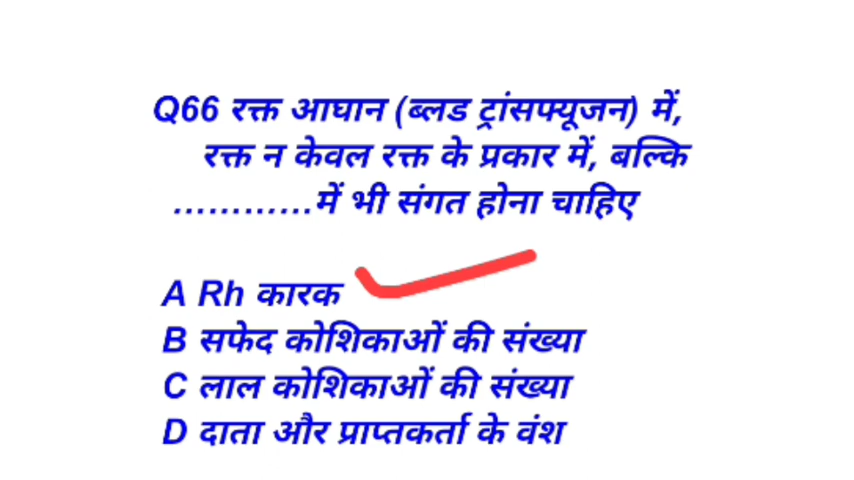 Q66 रक्त आघान (ब्लड ट्रांसफ्यूजन) में,
रक्त न केवल रक्त के प्रकार में, बल्कि
............में भी संगत होना चाहिए
A Rh कारक
B सफेद कोशिकाओं की संख्या
C लाल कोशिकाओं की संख्या
D दाता और प्राप्तकर्ता के वंश